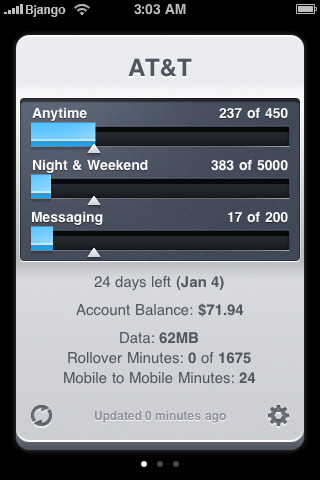 Bjango 3:03 AM
AT&T
Anytime 237 of 450
Night & Weekend 383 of 5000
Messaging 17 of 200
24 days left (Jan 4)
Account Balance: $71.94
Data: 62MB
Rollover Minutes: 0 of 1675
Mobile to Mobile Minutes: 24
Updated 0 minutes ago